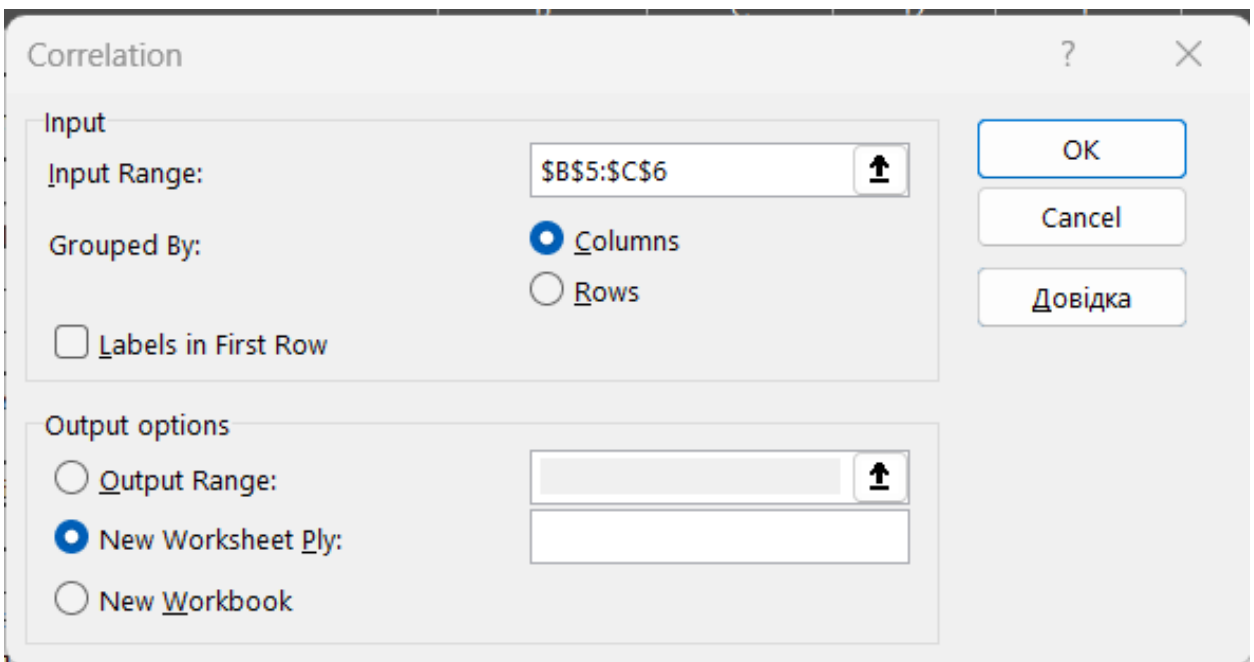 Correlation
?
Input
Input Range:
$B$5:$C$6
OK
Cancel
Grouped By:
Columns
Rows
Довідка
Labels in First Row
Output options
Output Range:
New Worksheet Ply:
New Workbook